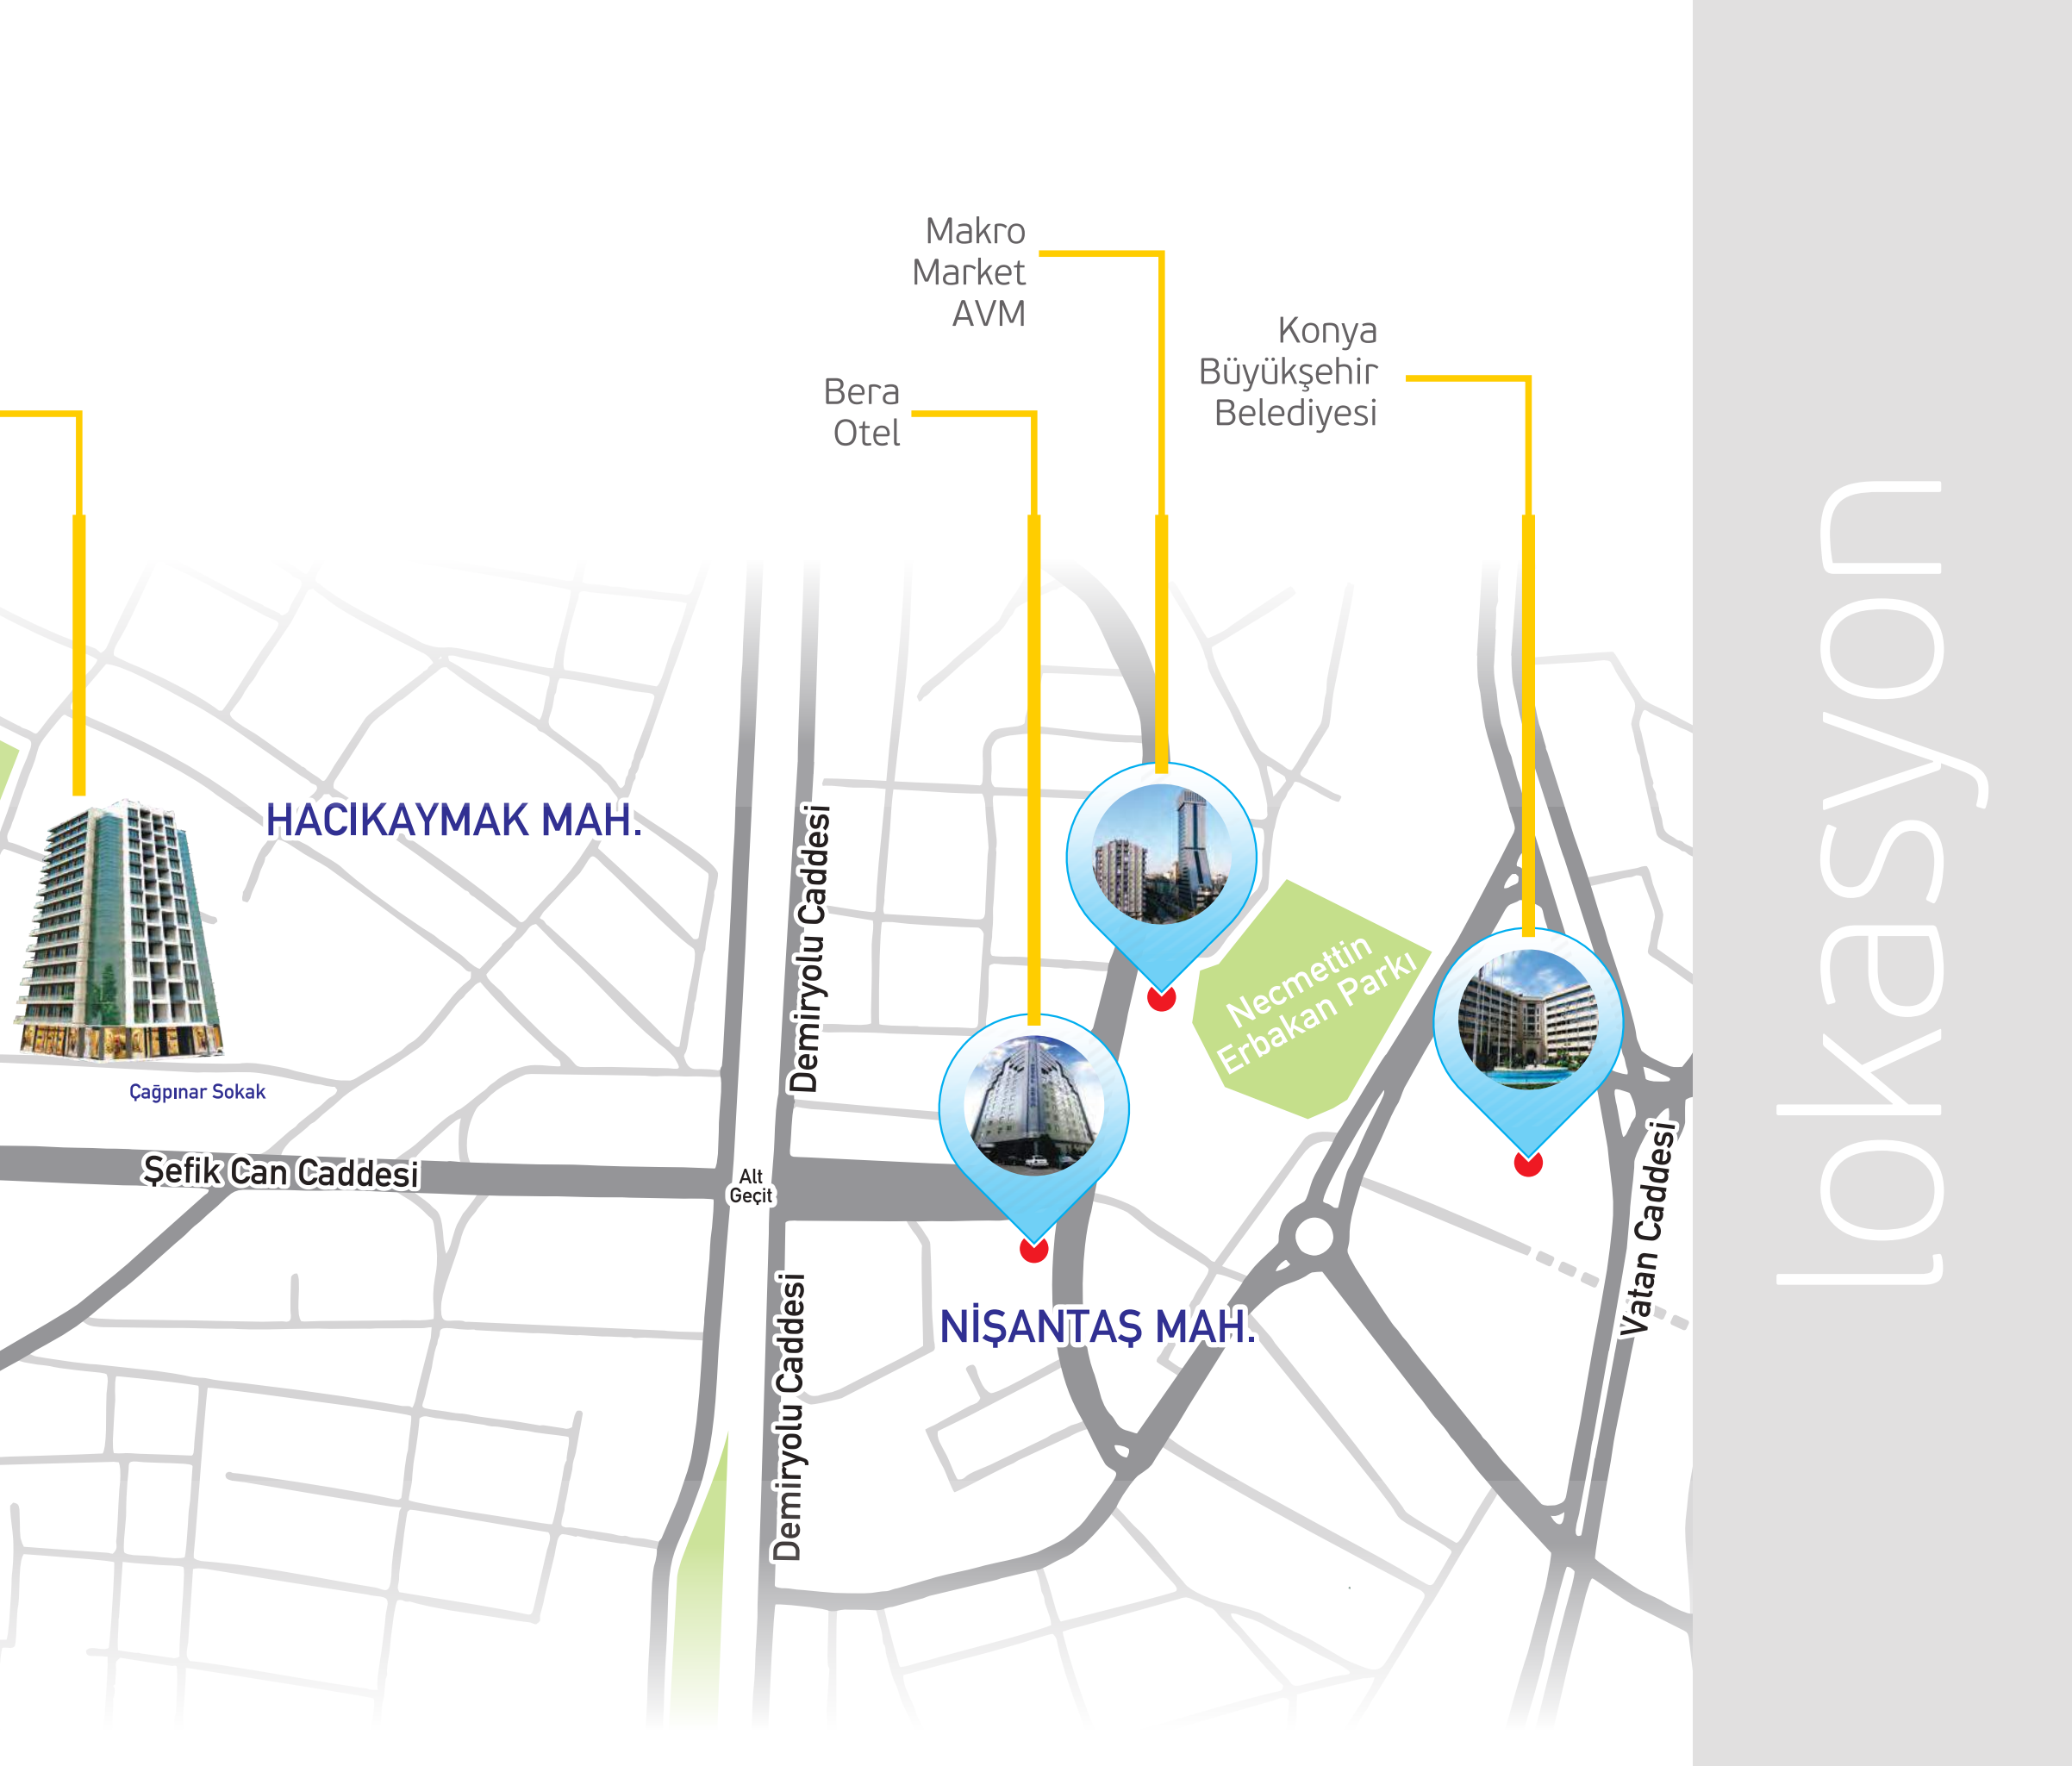 Makro
Market
AVM
Konya
Büyükşehir
Belediyesi
Bera
Otel
HACIKAYMAK MAH.
Demiryolu Caddesi
Necmettin
Erbakan Parkı
Çağpınar Sokak
Şefik Can Caddesi
Alt
Geçit
Vatan Caddesi
NİŞANTAŞ MAH.
Demiryolu Caddesi
lokasyon